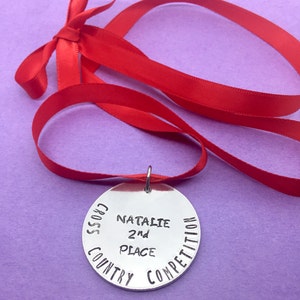 NATALIE
2nd
PLACE
CROSS COUNTRY COMPETITION